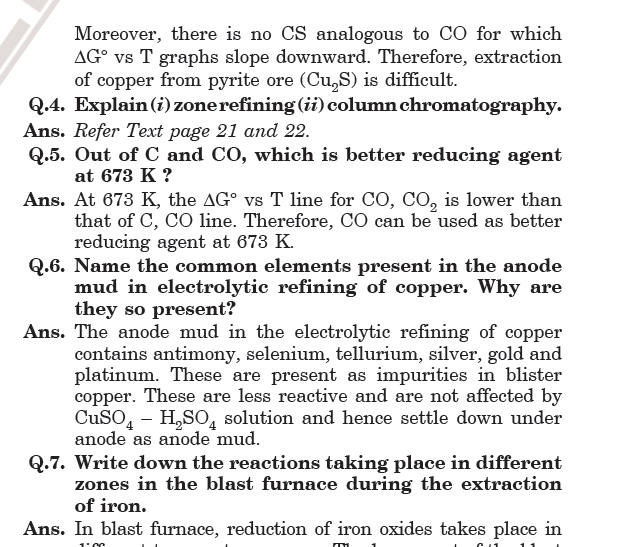 Moreover, there is no CS analogous to CO for which
ΔG° vs T graphs slope downward. Therefore, extraction
of copper from pyrite ore (Cu₂S) is difficult.
Q.4. Explain (i) zone refining (ii) column chromatography.
Ans. Refer Text page 21 and 22.
Q.5. Out of C and CO, which is better reducing agent
at 673 K ?
Ans. At 673 K, the ΔG° vs T line for CO, CO₂ is lower than
that of C, CO line. Therefore, CO can be used as better
reducing agent at 673 K.
Q.6. Name the common elements present in the anode
mud in electrolytic refining of copper. Why are
they so present?
Ans. The anode mud in the electrolytic refining of copper
contains antimony, selenium, tellurium, silver, gold and
platinum. These are present as impurities in blister
copper. These are less reactive and are not affected by
CuSO₄ – H₂SO₄ solution and hence settle down under
anode as anode mud.
Q.7. Write down the reactions taking place in different
zones in the blast furnace during the extraction
of iron.
Ans. In blast furnace, reduction of iron oxides takes place in